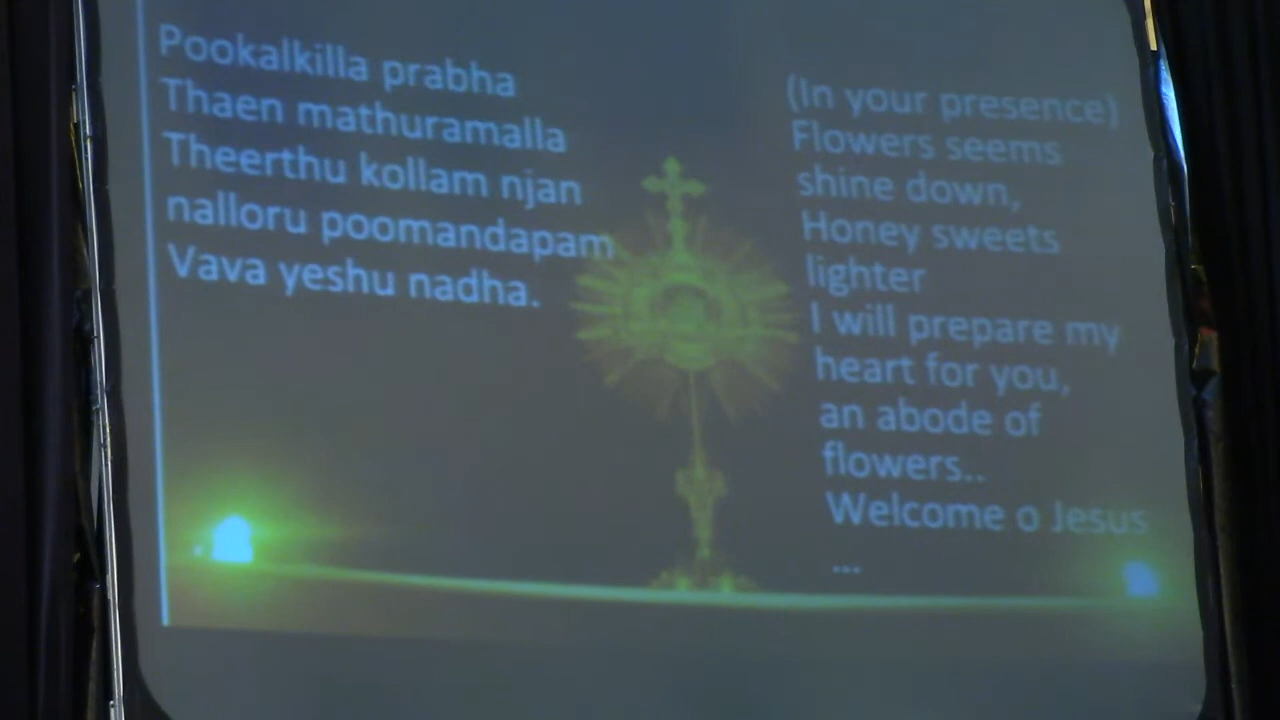 Pookalkilla prabha
Thaen mathuramalla
Theerthu kollam njan
nalloru poomandapam
Vava yeshu nadha.
(In your presence)
Flowers seems
shine down,
Honey sweets
lighter
I will prepare my
heart for you,
an abode of
flowers..
Welcome o Jesus
...